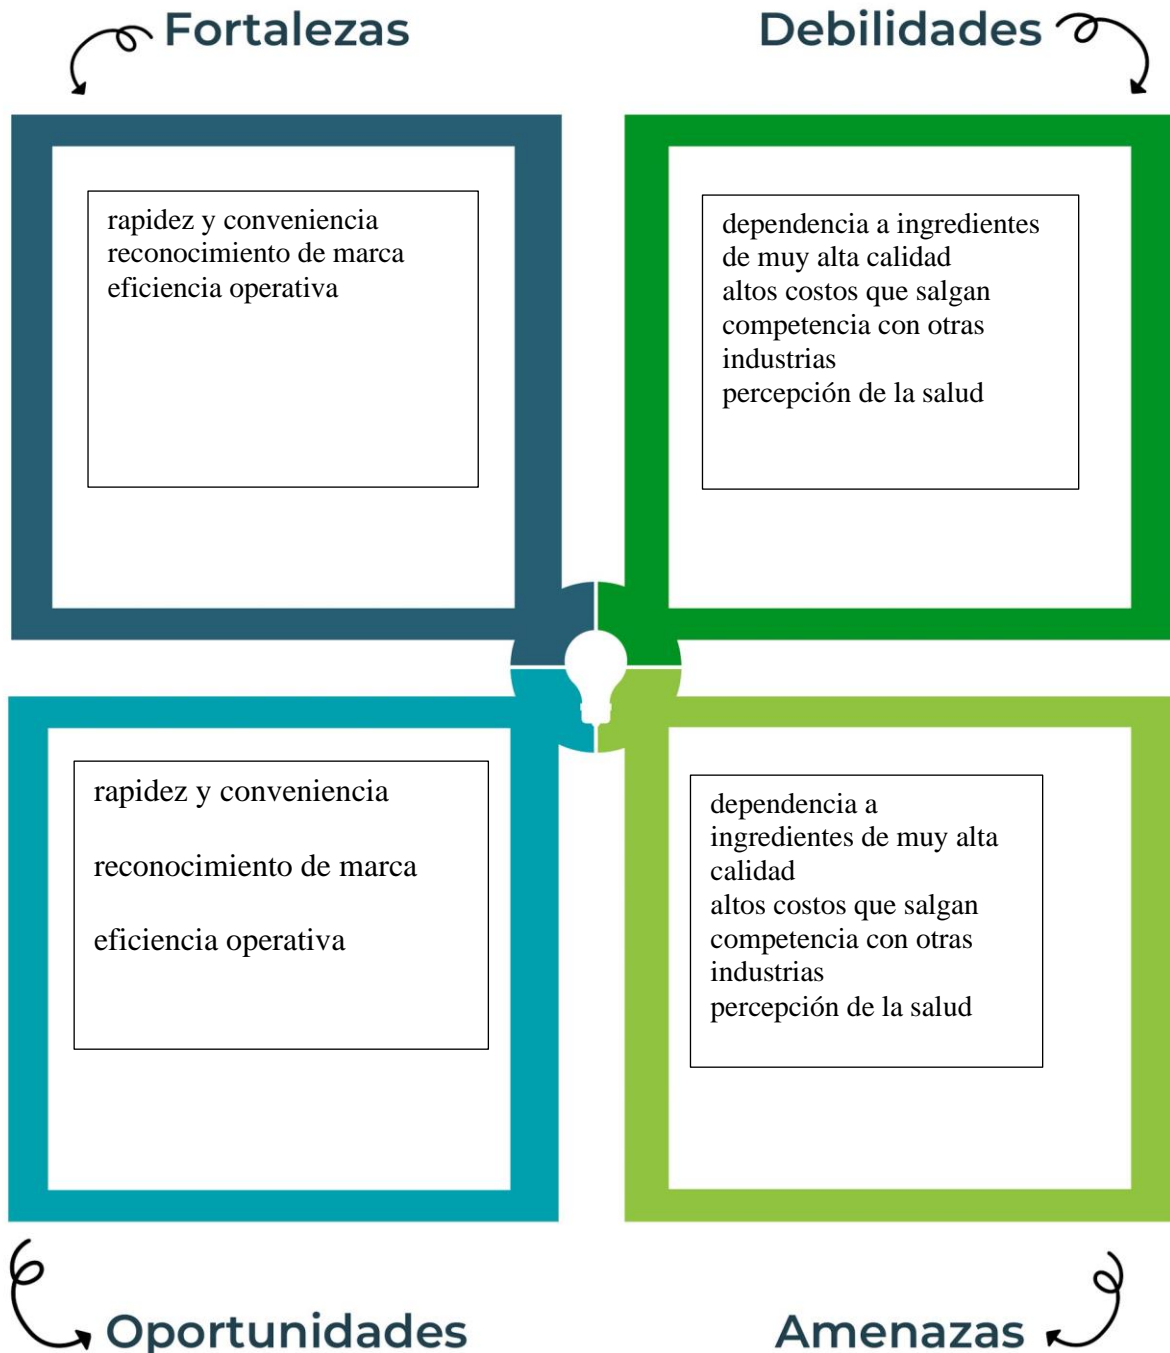 Fortalezas
rapidez y conveniencia
reconocimiento de marca
eficiencia operativa
Debilidades
dependencia a ingredientes
de muy alta calidad
altos costos que salgan
competencia con otras
industrias
percepción de la salud
rapidez y conveniencia
reconocimiento de marca
eficiencia operativa
Oportunidades
dependencia a
ingredientes de muy alta
calidad
altos costos que salgan
competencia con otras
industrias
percepción de la salud
Amenazas